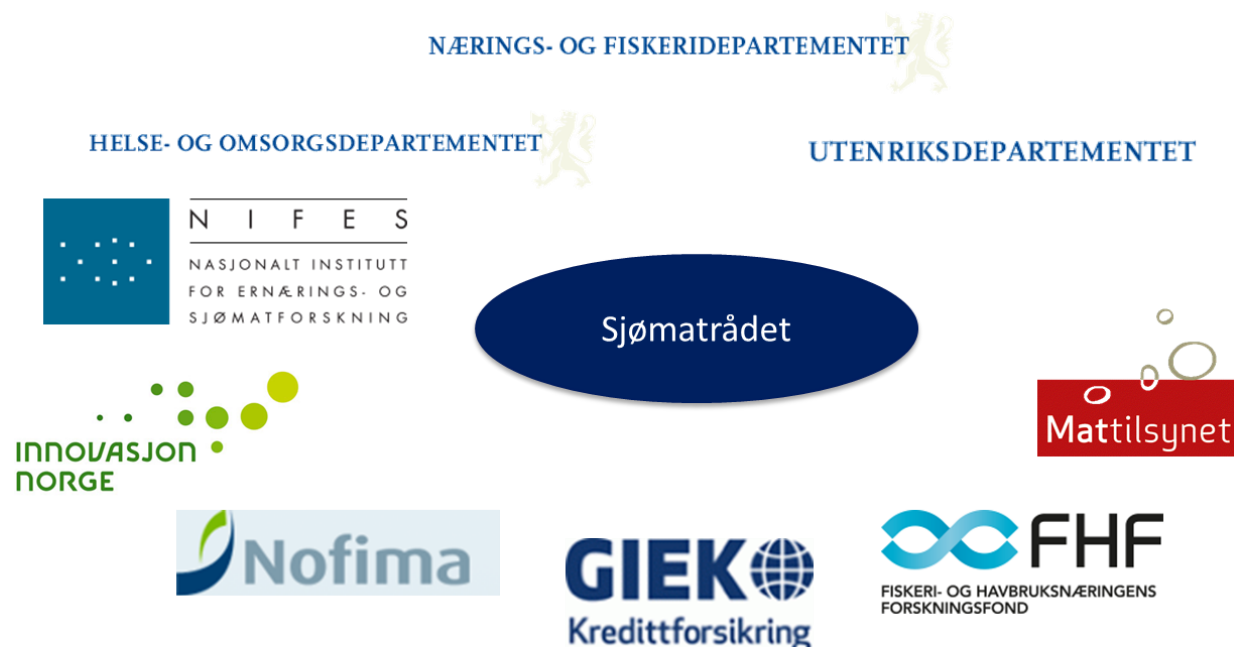 NÆRINGS- OG FISKERIDEPARTEMENTET
HELSE- OG OMSORGSDEPARTEMENTET
UTENRIKSDEPARTEMENTET
NIFES
NASJONALT INSTITUTT
FOR ERNÆRINGS- OG
SJØMATFORSKNING
Sjømatrådet
INNOVASJON
NORGE
Mattilsynet
Nofima
GIEK
Kredittforsikring
FHF
FISKERI- OG HAVBRUKSNÆRINGENS
FORSKNINGSFOND